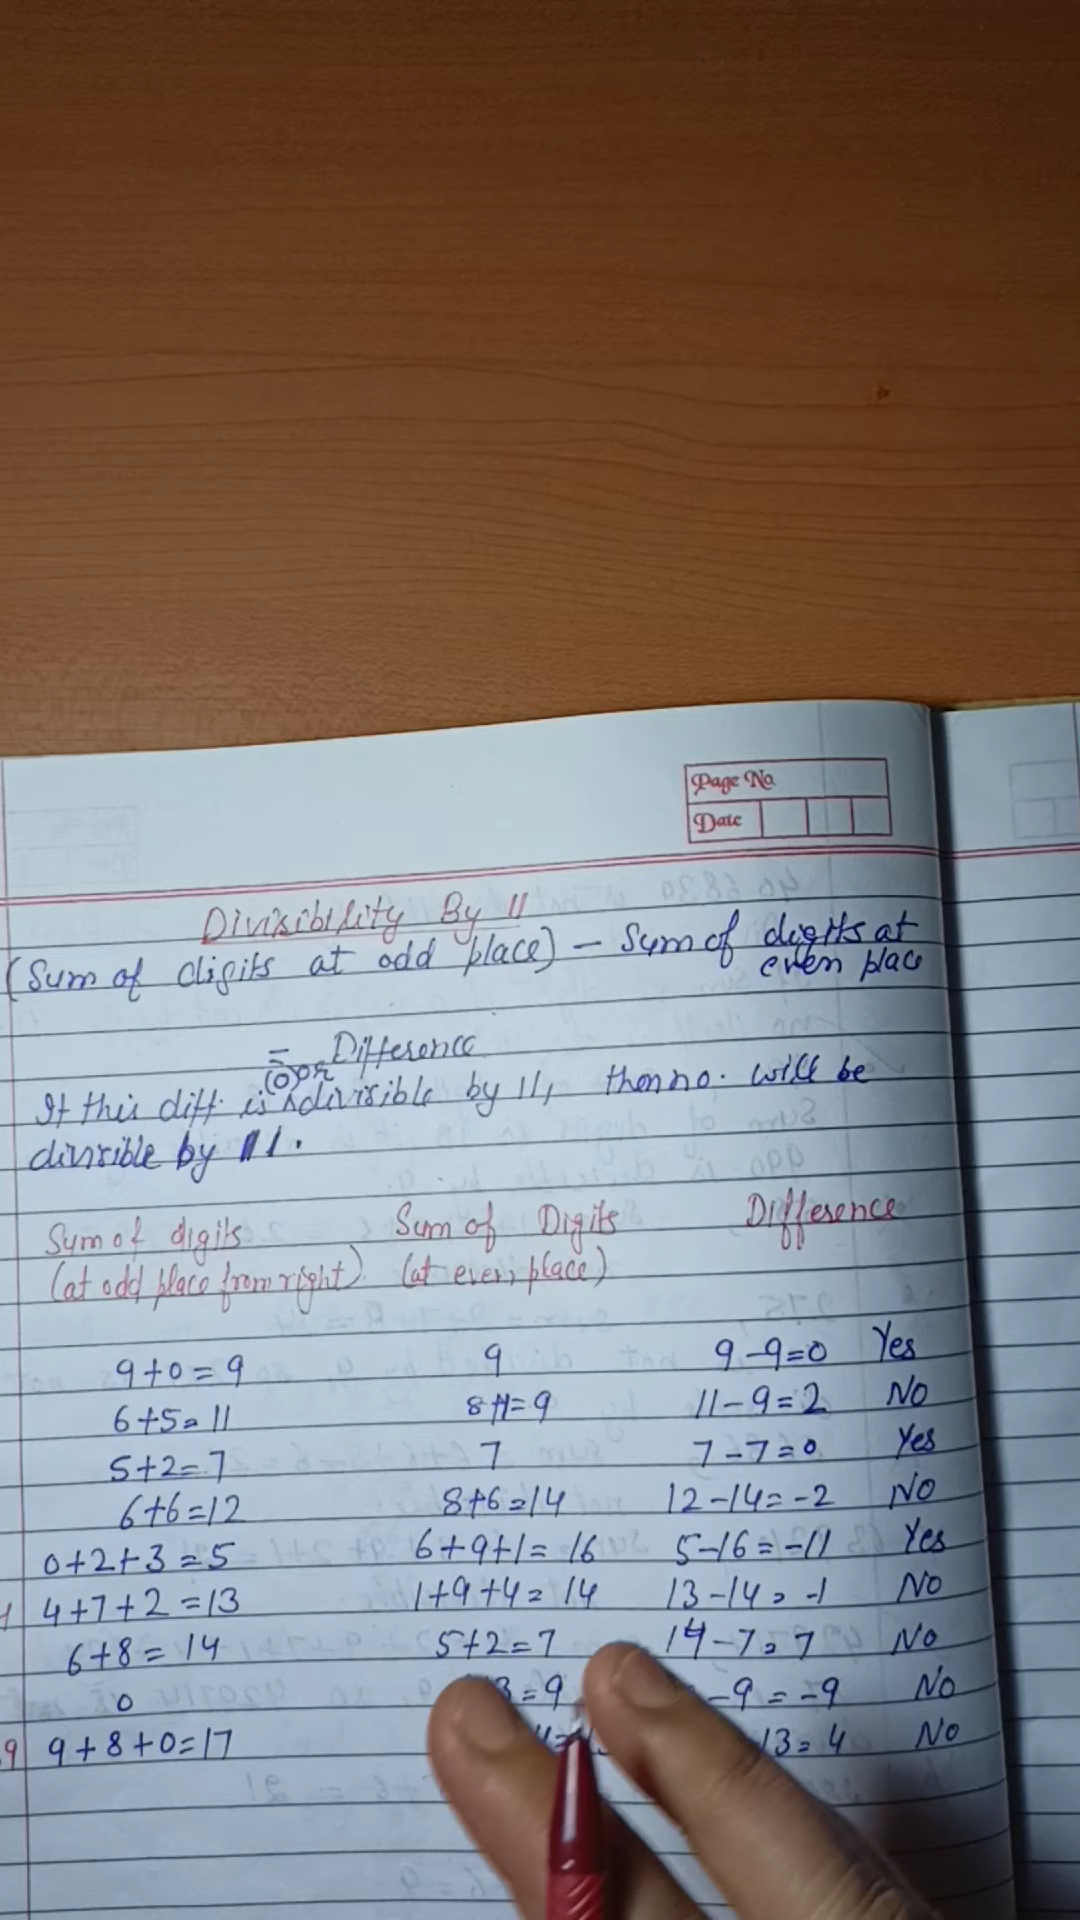 Page No.
Date
Divisibility By 11
(Sum of digits at odd place) - Sum of digits at
even plac
= Difference
(0) or
If this diff. is divisible by 11, then no. will be
divisible by 11.
Sum of digits Sum of Digits Difference
(at odd place from right) (at even place)
9+0=9 9 9-9=0 Yes
6+5=11 8+1=9 11-9=2 NO
5+2=7 7 7-7=0 Yes
6+6=12 8+6=14 12-14=-2 NO
0+2+3=5 6+9+1=16 5-16=-11 Yes
4+7+2=13 1+9+4=14 13-14=-1 NO
6+8=14 5+2=7 14-7=7 NO
0 3=9 -9=-9 NO
9 9+8+0=17 13=4 NO